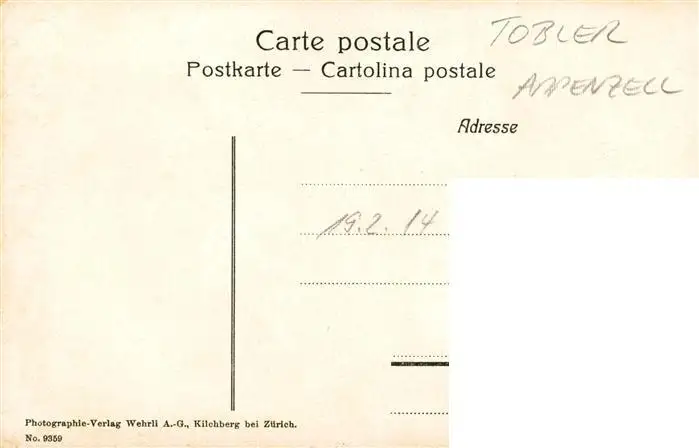 Carte postale
TOBLER
Postkarte — Cartolina postale
APPENZELL
Adresse
19.2.14
Photographie-Verlag Wehrli A.-G., Kilchberg bei Zürich.
No. 9359